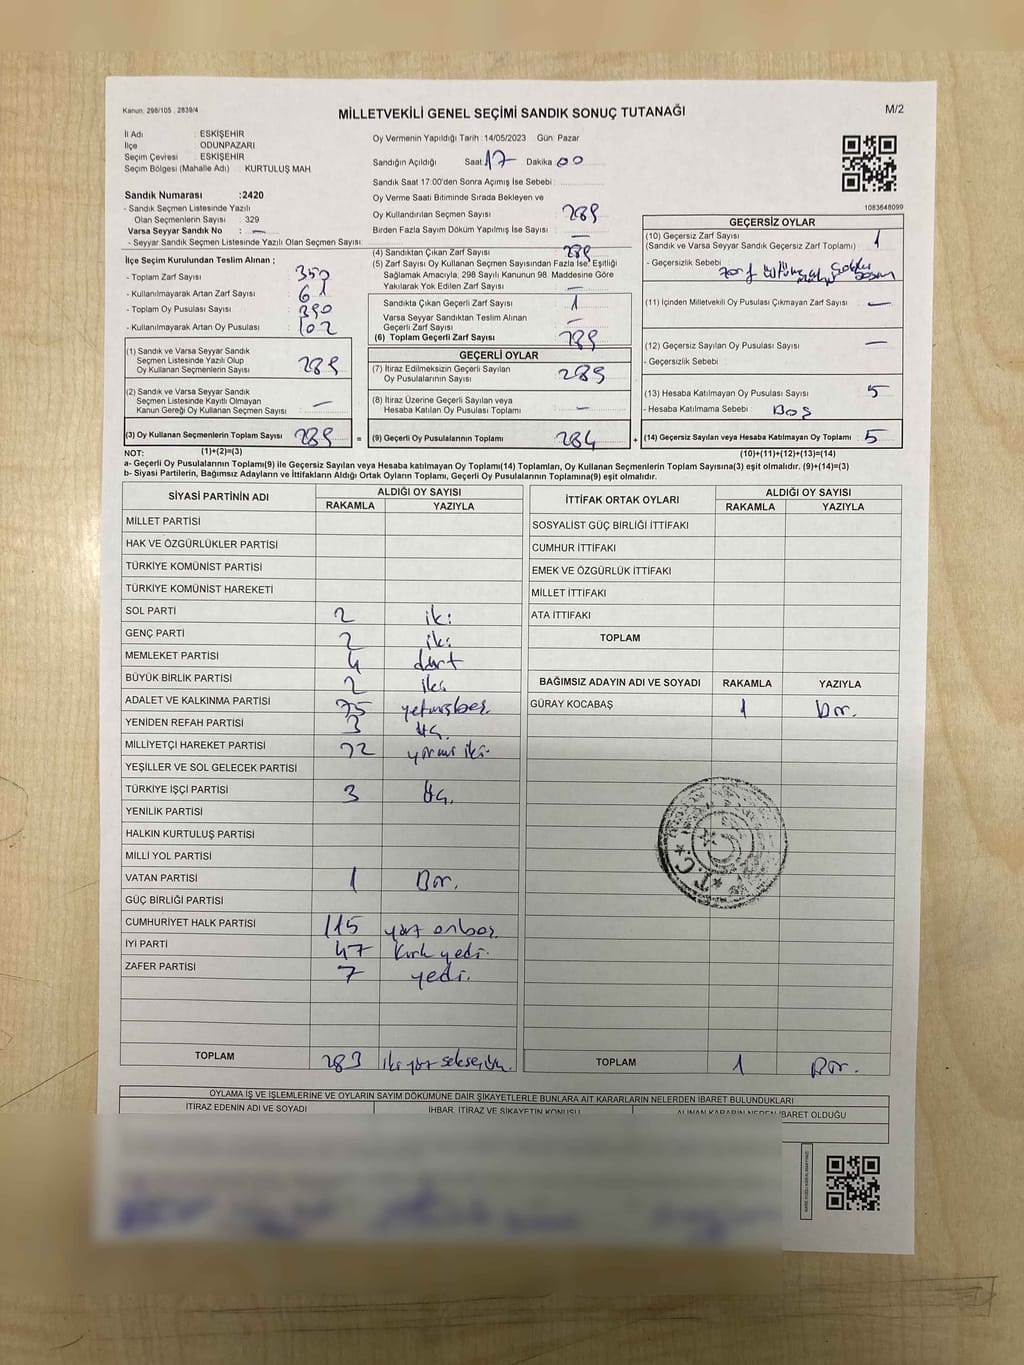 Kanun. 298/105 , 2839/4
MİLLETVEKİLİ GENEL SEÇİMİ SANDIK SONUÇ TUTANAĞI
M/2
İl Adı : ESKİŞEHİR
İlçe : ODUNPAZARI
Seçim Çevresi : ESKİŞEHİR
Seçim Bölgesi (Mahalle Adı) : KURTULUŞ MAH
Sandık Numarası :2420
- Sandık Seçmen Listesinde Yazılı
Olan Seçmenlerin Sayısı : 329
Varsa Seyyar Sandık No : —
- Seyyar Sandık Seçmen Listesinde Yazılı Olan Seçmen Sayısı
Oy Vermenin Yapıldığı Tarih : 14/05/2023 Gün: Pazar
Sandığın Açıldığı Saat 17 Dakika 00
Sandık Saat 17:00'den Sonra Açımış İse Sebebi :
Oy Verme Saati Bitiminde Sırada Bekleyen ve
Oy Kullandırılan Seçmen Sayısı : 289
Birden Fazla Sayım Döküm Yapılmış İse Sayısı : —
1083648099
İlçe Seçim Kurulundan Teslim Alınan ;
- Toplam Zarf Sayısı : 350
- Kullanılmayarak Artan Zarf Sayısı : 61
- Toplam Oy Pusulası Sayısı : 390
- Kullanılmayarak Artan Oy Pusulası : 102
(1) Sandık ve Varsa Seyyar Sandık
Seçmen Listesinde Yazılı Olup
Oy Kullanan Seçmenlerin Sayısı : 289
(2) Sandık ve Varsa Seyyar Sandık
Seçmen Listesinde Kayıtlı Olmayan
Kanun Gereği Oy Kullanan Seçmen Sayısı : —
(3) Oy Kullanan Seçmenlerin Toplam Sayısı 289 =
(4) Sandıktan Çıkan Zarf Sayısı : 289
(5) Zarf Sayısı Oy Kullanan Seçmen Sayısından Fazla İse, Eşitliği
Sağlamak Amacıyla; 298 Sayılı Kanunun 98. Maddesine Göre
Yakılarak Yok Edilen Zarf Sayısı : —
Sandıkta Çıkan Geçerli Zarf Sayısı : 1
Varsa Seyyar Sandıktan Teslim Alınan
Geçerli Zarf Sayısı : —
(6) Toplam Geçerli Zarf Sayısı : 289
GEÇERLİ OYLAR
(7) İtiraz Edilmeksizin Geçerli Sayılan
Oy Pusulalarının Sayısı : 289
(8) İtiraz Üzerine Geçerli Sayılan veya
Hesaba Katılan Oy Pusulası Toplamı : —
(9) Geçerli Oy Pusulalarının Toplamı 284 +
GEÇERSİZ OYLAR
(10) Geçersiz Zarf Sayısı
(Sandık ve Varsa Seyyar Sandık Geçersiz Zarf Toplamı) : 1
- Geçersizlik Sebebi :
(11) İçinden Milletvekili Oy Pusulası Çıkmayan Zarf Sayısı : —
(12) Geçersiz Sayılan Oy Pusulası Sayısı : —
- Geçersizlik Sebebi :
(13) Hesaba Katılmayan Oy Pusulası Sayısı : 5
- Hesaba Katılmama Sebebi : Boş
(14) Geçersiz Sayılan veya Hesaba Katılmayan Oy Toplamı : 5
NOT: (1)+(2)=(3) (10)+(11)+(12)+(13)=(14)
a- Geçerli Oy Pusulalarının Toplamı(9) ile Geçersiz Sayılan veya Hesaba katılmayan Oy Toplamı(14) Toplamları, Oy Kullanan Seçmenlerin Toplam Sayısına(3) eşit olmalıdır. (9)+(14)=(3)
b- Siyasi Partilerin, Bağımsız Adayların ve İttifakların Aldığı Ortak Oyların Toplamı, Geçerli Oy Pusulalarının Toplamına(9) eşit olmalıdır.
SİYASİ PARTİNİN ADI ALDIĞI OY SAYISI
RAKAMLA YAZIYLA
MİLLET PARTİSİ
HAK VE ÖZGÜRLÜKLER PARTİSİ
TÜRKİYE KOMÜNİST PARTİSİ
TÜRKİYE KOMÜNİST HAREKETİ
SOL PARTİ 2 iki
GENÇ PARTİ 2 iki
MEMLEKET PARTİSİ 4 dört
BÜYÜK BİRLİK PARTİSİ 2 iki
ADALET VE KALKINMA PARTİSİ 75 yetmişbeş.
YENİDEN REFAH PARTİSİ 3 üç.
MİLLİYETÇİ HAREKET PARTİSİ 22 yirmi iki.
YEŞİLLER VE SOL GELECEK PARTİSİ
TÜRKİYE İŞÇİ PARTİSİ 3 üç.
YENİLİK PARTİSİ
HALKIN KURTULUŞ PARTİSİ
MİLLİ YOL PARTİSİ
VATAN PARTİSİ 1 Bir.
GÜÇ BİRLİĞİ PARTİSİ
CUMHURİYET HALK PARTİSİ 115 yüz onbeş.
İYİ PARTİ 47 Kırk yedi.
ZAFER PARTİSİ 7 yedi.
TOPLAM 283 iki yüz seksenüç.
İTTİFAK ORTAK OYLARI ALDIĞI OY SAYISI
RAKAMLA YAZIYLA
SOSYALİST GÜÇ BİRLİĞİ İTTİFAKI
CUMHUR İTTİFAKI
EMEK VE ÖZGÜRLÜK İTTİFAKI
MİLLET İTTİFAKI
ATA İTTİFAKI
TOPLAM
BAĞIMSIZ ADAYIN ADI VE SOYADI RAKAMLA YAZIYLA
GÜRAY KOCABAŞ 1 Bir.
T.C.
TOPLAM 1 Bir.
OYLAMA İŞ VE İŞLEMLERİNE VE OYLARIN SAYIM DÖKÜMÜNE DAİR ŞİKAYETLERLE BUNLARA AİT KARARLARIN NELERDEN İBARET BULUNDUKLARI
İTİRAZ EDENİN ADI VE SOYADI İHBAR, İTİRAZ VE ŞİKAYETİN KONUSU ALINAN KARARIN NEDEN İBARET OLDUĞU